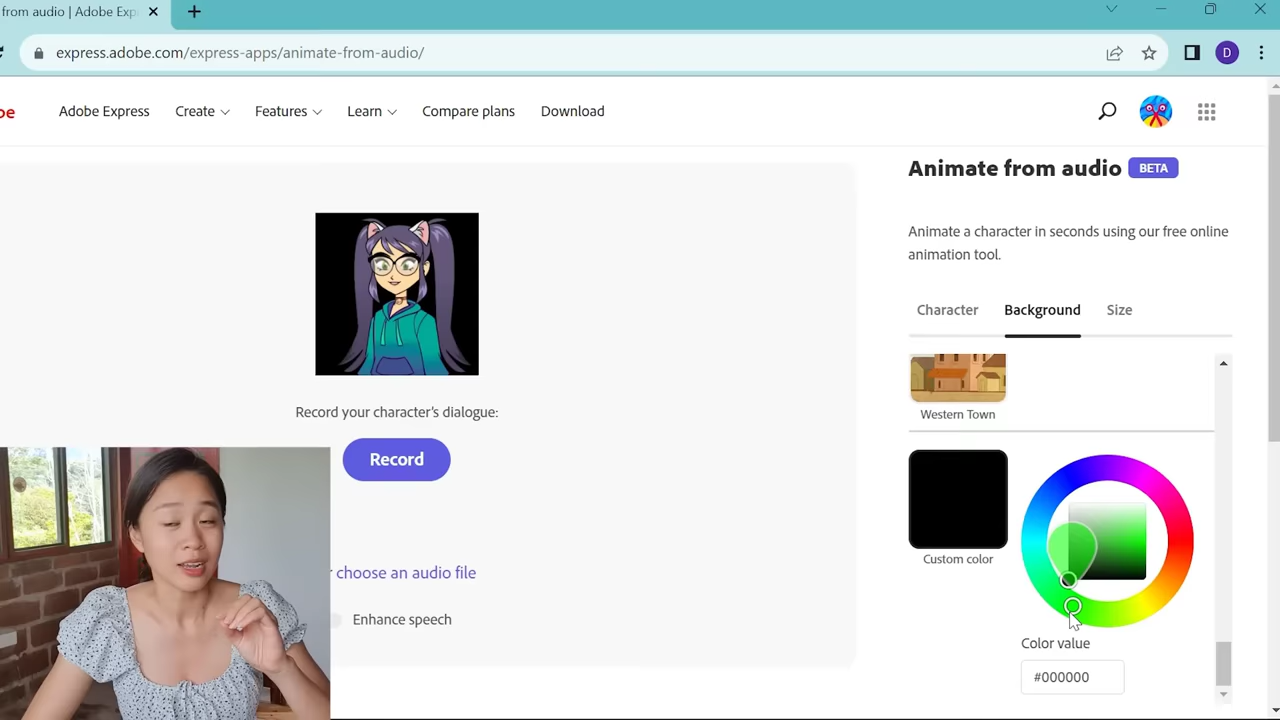 from audio | Adobe Exp
express.adobe.com/express-apps/animate-from-audio/
D
Adobe Express
Create
Features
Learn
Compare plans
Download
Animate from audio
BETA
Animate a character in seconds using our free online
animation tool.
Character
Background
Size
Western Town
Record your character's dialogue:
Record
choose an audio file
Enhance speech
Custom color
Color value
#000000